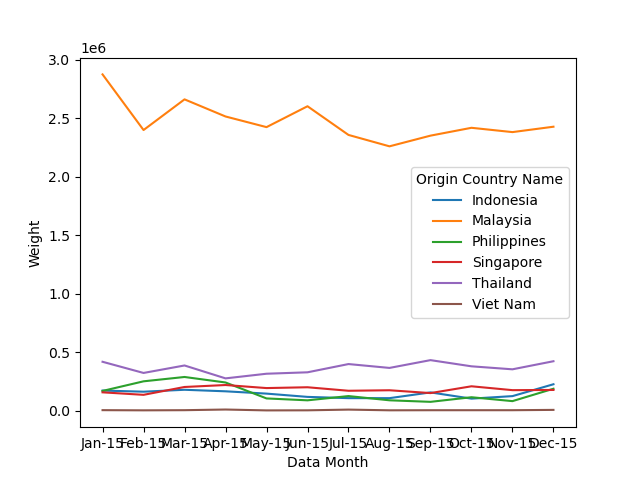 1e6
3.0
2.5
2.0
1.5
1.0
0.5
0.0
Weight
Origin Country Name
Indonesia
Malaysia
Philippines
Singapore
Thailand
Viet Nam
Jan-15 Feb-15 Mar-15 Apr-15 May-15 Jun-15 Jul-15 Aug-15 Sep-15 Oct-15 Nov-15 Dec-15
Data Month